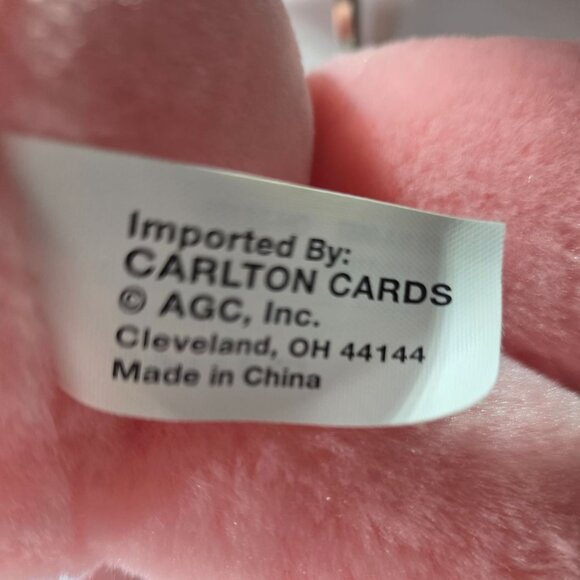 Imported By:
CARLTON CARDS
© AGC, Inc.
Cleveland, OH 44144
Made in China